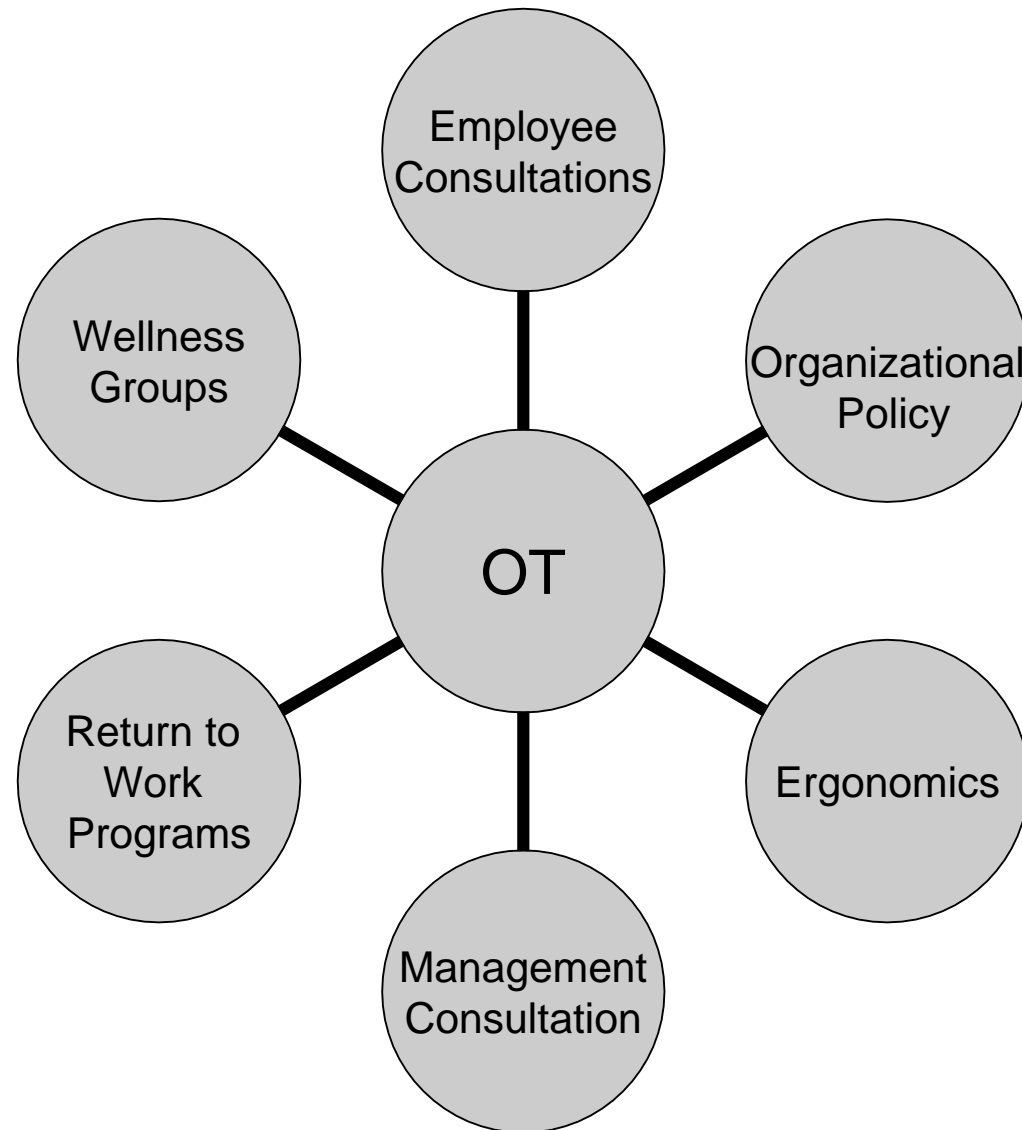 Employee
Consultations
Wellness
Groups
Organizational
Policy
OT
Return to
Work
Programs
Ergonomics
Management
Consultation